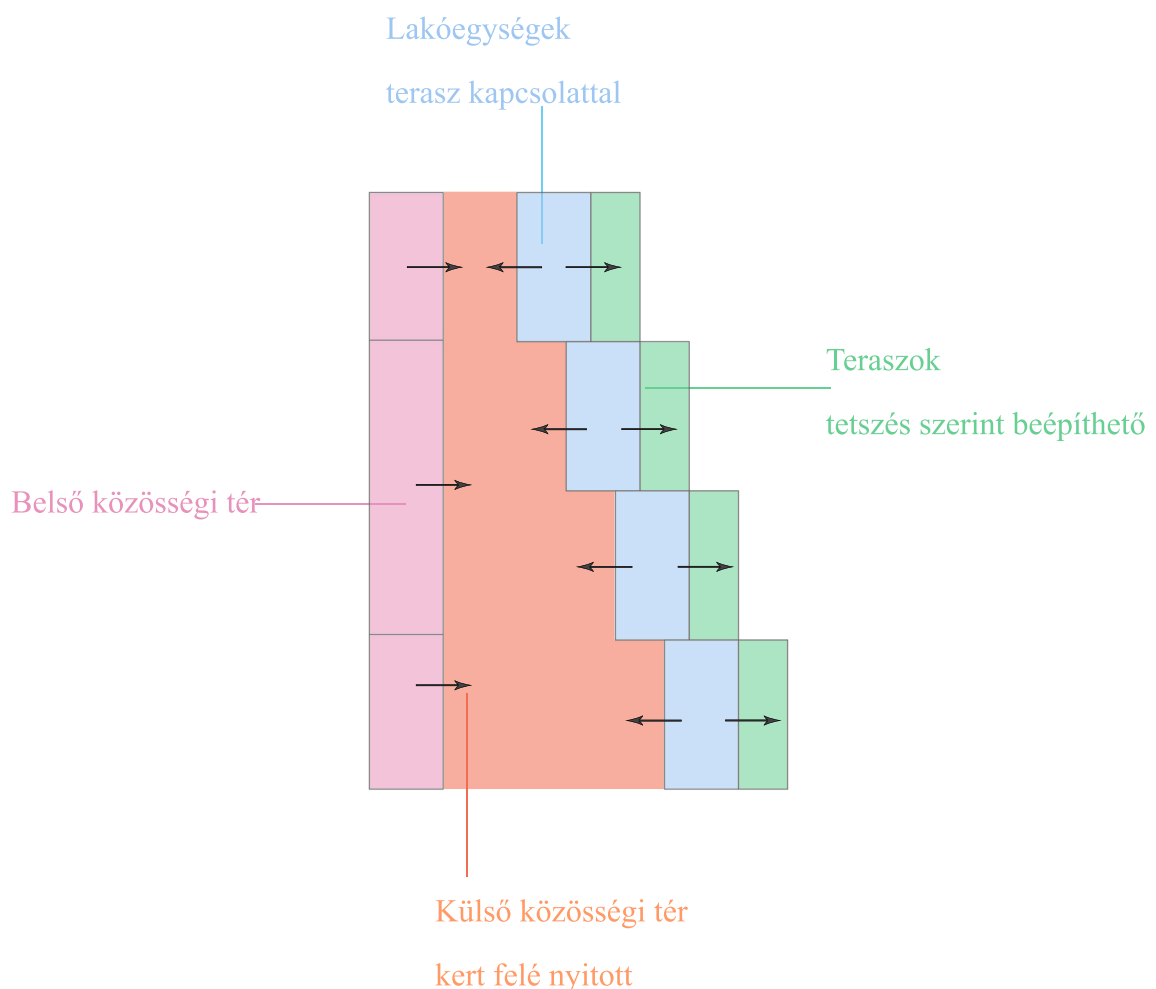 Lakóegységek
terasz kapcsolattal
Teraszok
tetszés szerint beépíthető
Belső közösségi tér
Külső közösségi tér
kert felé nyitott